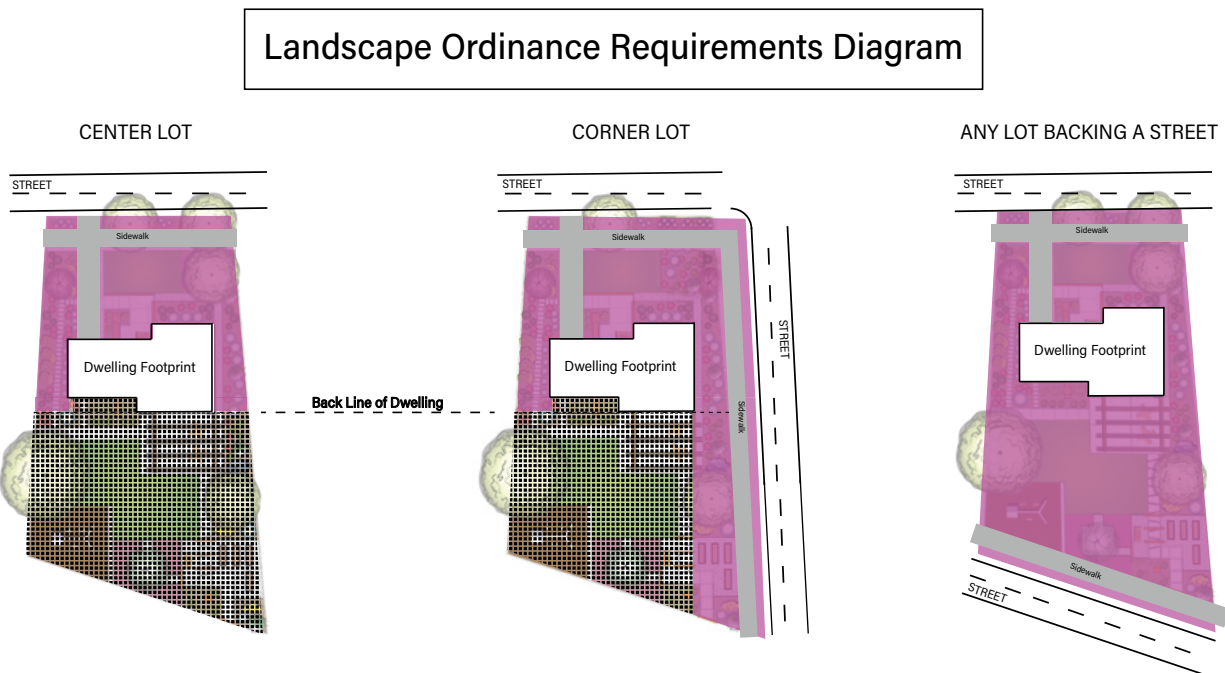 Landscape Ordinance Requirements Diagram
CENTER LOT
CORNER LOT
ANY LOT BACKING A STREET
STREET
STREET
STREET
Sidewalk
Sidewalk
Sidewalk
STREET
Dwelling Footprint
Dwelling Footprint
Dwelling Footprint
Back Line of Dwelling
Sidewalk
Sidewalk
STREET